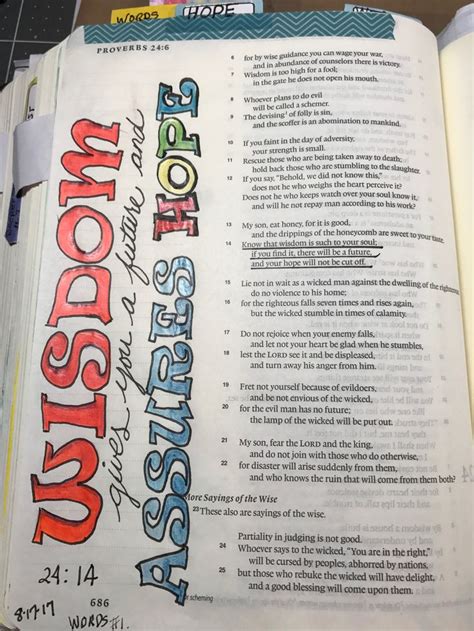 WORDS
HOPE
PROVERBS 24:6
WISDOM
gives you a future and
ASSURES HOPE
24:14
8·17·17
686
WORDS #1.
6 for by wise guidance you can wage your war,
and in abundance of counselors there is victory.
7 Wisdom is too high for a fool;
in the gate he does not open his mouth.
8 Whoever plans to do evil
will be called a schemer.
9 The devising¹ of folly is sin,
and the scoffer is an abomination to mankind.
10 If you faint in the day of adversity,
your strength is small.
11 Rescue those who are being taken away to death;
hold back those who are stumbling to the slaughter.
12 If you say, "Behold, we did not know this,"
does not he who weighs the heart perceive it?
Does not he who keeps watch over your soul know it,
and will he not repay man according to his work?
13 My son, eat honey, for it is good,
and the drippings of the honeycomb are sweet to your taste.
14 Know that wisdom is such to your soul;
if you find it, there will be a future,
and your hope will not be cut off.
15 Lie not in wait as a wicked man against the dwelling of the righteous;
do no violence to his home;
16 for the righteous falls seven times and rises again,
but the wicked stumble in times of calamity.
17 Do not rejoice when your enemy falls,
and let not your heart be glad when he stumbles,
18 lest the LORD see it and be displeased,
and turn away his anger from him.
19 Fret not yourself because of evildoers,
and be not envious of the wicked,
20 for the evil man has no future;
the lamp of the wicked will be put out.
21 My son, fear the LORD and the king,
and do not join with those who do otherwise,
22 for disaster will arise suddenly from them,
and who knows the ruin that will come from them both?
More Sayings of the Wise
23 These also are sayings of the wise.
Partiality in judging is not good.
24 Whoever says to the wicked, "You are in the right,"
will be cursed by peoples, abhorred by nations,
25 but those who rebuke the wicked will have delight,
and a good blessing will come upon them.
or scheming